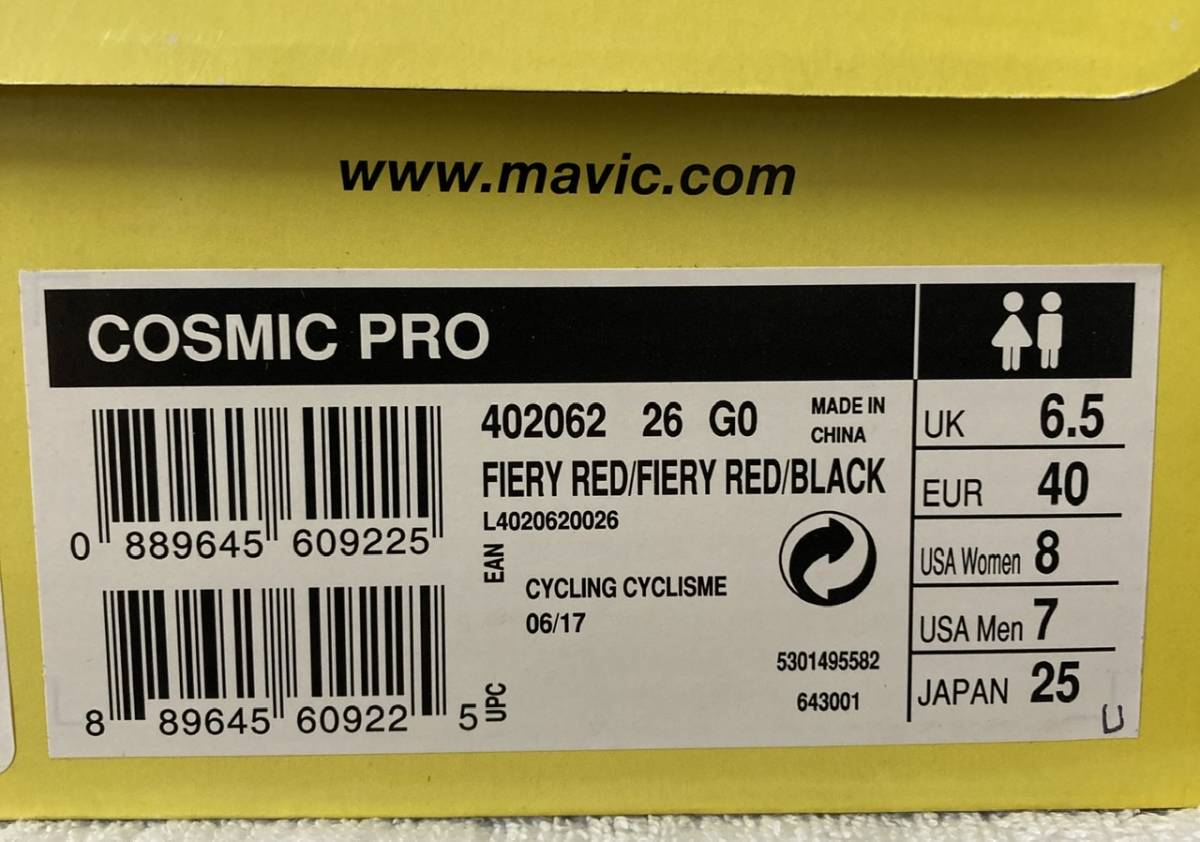 www.mavic.com
COSMIC PRO
402062 26 G0
MADE IN
CHINA
FIERY RED/FIERY RED/BLACK
L4020620026
0 889645 609225
EAN
CYCLING CYCLISME
06/17
5301495582
643001
8 89645 60922 5
UPC
UK 6.5
EUR 40
USA Women 8
USA Men 7
JAPAN 25
U